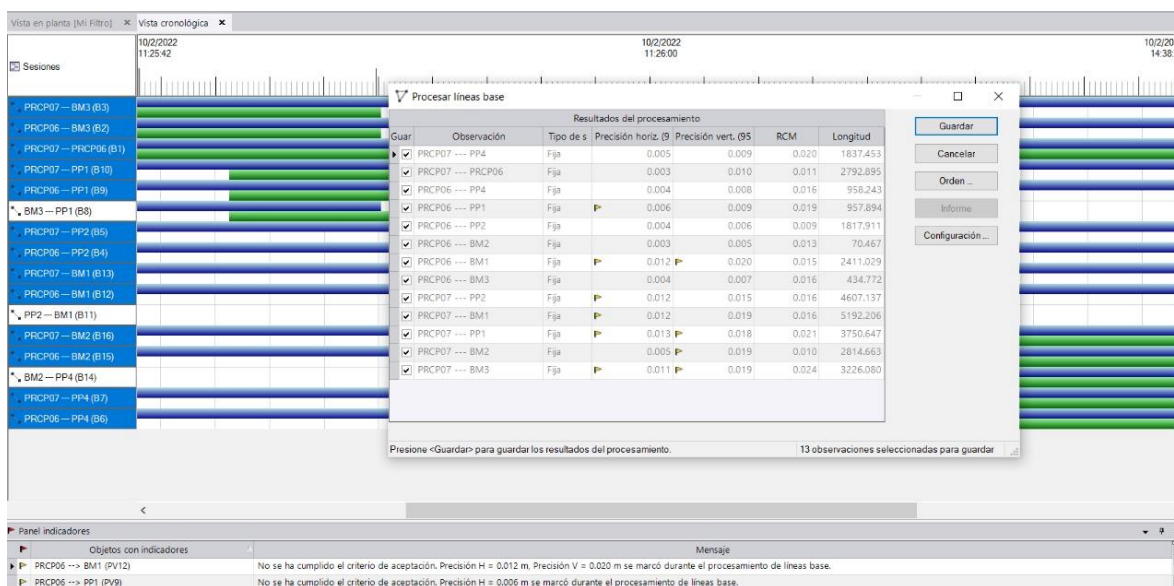 Vista en planta [Mi Filtro] Vista cronológica
10/2/2022 10/2/2022 10/2/20
11:25:42 11:26:00 14:38:
Sesiones
PRCP07 --- BM3 (B3)
PRCP06 --- BM3 (B2)
PRCP07 --- PRCP06 (B1)
PRCP07 --- PP1 (B10)
PRCP06 --- PP1 (B9)
BM3 --- PP1 (B8)
PRCP07 --- PP2 (B5)
PRCP06 --- PP2 (B4)
PRCP07 --- BM1 (B13)
PRCP06 --- BM1 (B12)
PP2 --- BM1 (B11)
PRCP07 --- BM2 (B16)
PRCP06 --- BM2 (B15)
BM2 --- PP4 (B14)
PRCP07 --- PP4 (B7)
PRCP06 --- PP4 (B6)
Procesar líneas base
Resultados del procesamiento
Guar Observación Tipo de s Precisión horiz. (9 Precisión vert. (95 RCM Longitud
PRCP07 --- PP4 Fija 0.005 0.009 0.020 1837.453
PRCP07 --- PRCP06 Fija 0.003 0.010 0.011 2792.895
PRCP06 --- PP4 Fija 0.004 0.008 0.016 958.243
PRCP06 --- PP1 Fija 0.006 0.009 0.019 957.894
PRCP06 --- PP2 Fija 0.004 0.006 0.009 1817.911
PRCP06 --- BM2 Fija 0.003 0.005 0.013 70.467
PRCP06 --- BM1 Fija 0.012 0.020 0.015 2411.029
PRCP06 --- BM3 Fija 0.004 0.007 0.016 434.772
PRCP07 --- PP2 Fija 0.012 0.015 0.016 4607.137
PRCP07 --- BM1 Fija 0.012 0.019 0.016 5192.206
PRCP07 --- PP1 Fija 0.013 0.018 0.021 3750.647
PRCP07 --- BM2 Fija 0.005 0.019 0.010 2814.663
PRCP07 --- BM3 Fija 0.011 0.019 0.024 3226.080
Guardar
Cancelar
Orden ...
Informe
Configuración ...
Presione <Guardar> para guardar los resultados del procesamiento. 13 observaciones seleccionadas para guardar
Panel indicadores
Objetos con indicadores Mensaje
PRCP06 --> BM1 (PV12) No se ha cumplido el criterio de aceptación. Precisión H = 0.012 m, Precisión V = 0.020 m se marcó durante el procesamiento de líneas base.
PRCP06 --> PP1 (PV9) No se ha cumplido el criterio de aceptación. Precisión H = 0.006 m se marcó durante el procesamiento de líneas base.